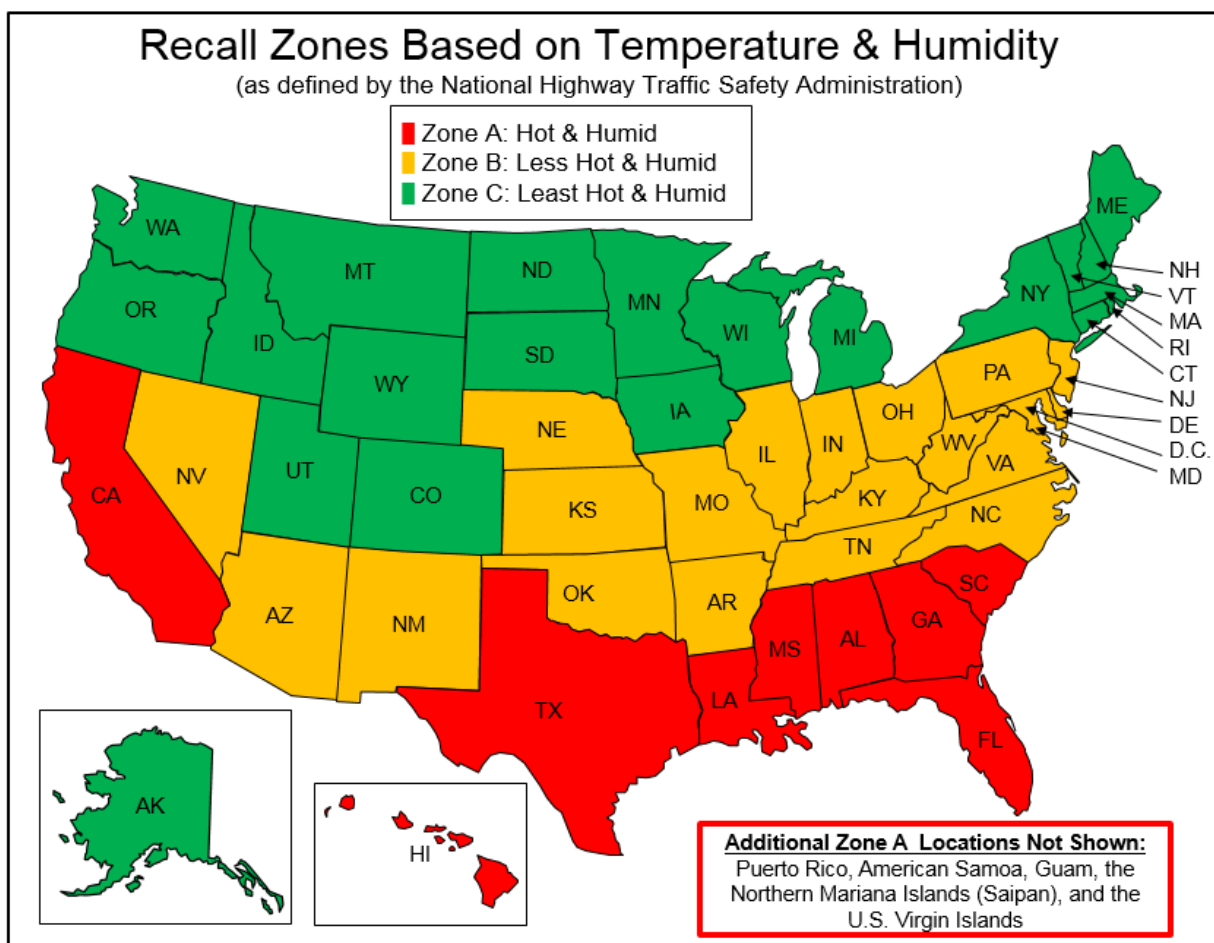 Recall Zones Based on Temperature & Humidity
(as defined by the National Highway Traffic Safety Administration)
Zone A: Hot & Humid
Zone B: Less Hot & Humid
Zone C: Least Hot & Humid
WA
MT
ND
MN
ME
OR
ID
SD
WI
MI
NY
NH
VT
MA
RI
CT
NJ
DE
D.C.
MD
WY
IA
PA
NE
OH
IL
IN
NV
UT
CO
WV
VA
CA
KS
MO
KY
NC
TN
AZ
NM
OK
AR
SC
MS
AL
GA
TX
LA
FL
AK
HI
Additional Zone A Locations Not Shown:
Puerto Rico, American Samoa, Guam, the
Northern Mariana Islands (Saipan), and the
U.S. Virgin Islands